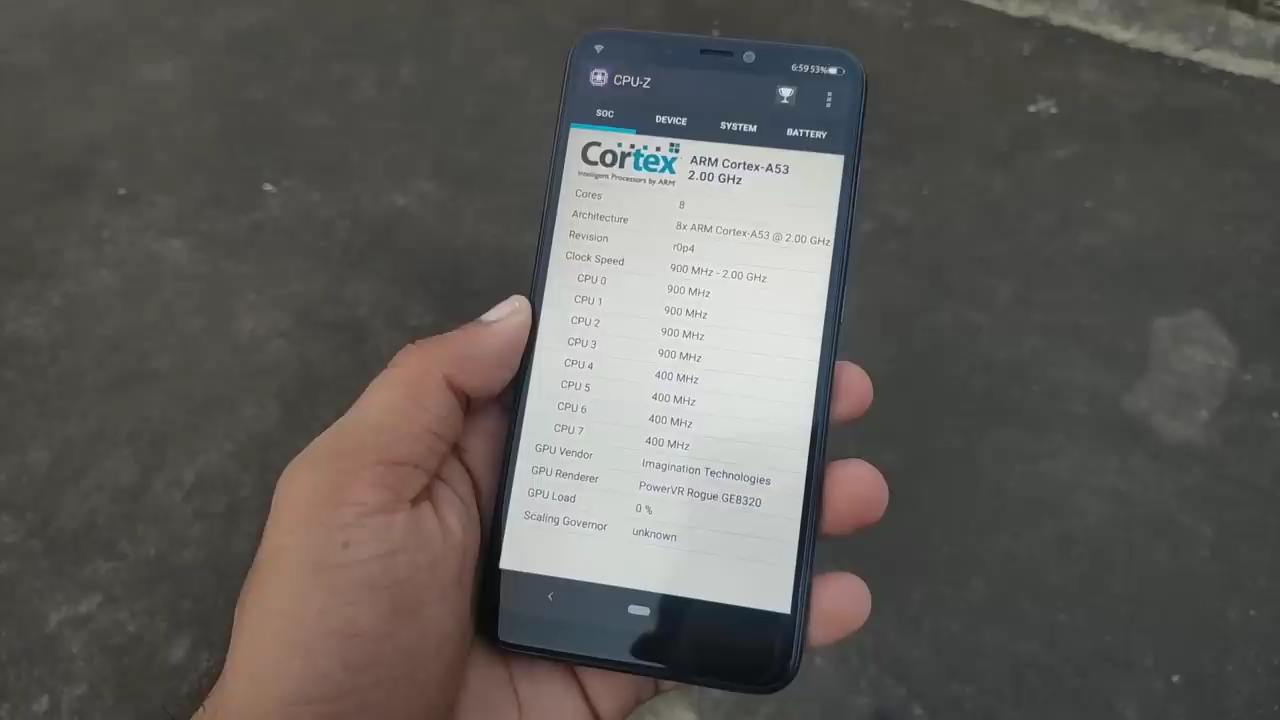 6:59 53%
CPU-Z
SOC DEVICE SYSTEM BATTERY
Cortex
Intelligent Processors by ARM
ARM Cortex-A53
2.00 GHz
Cores 8
Architecture 8x ARM Cortex-A53 @ 2.00 GHz
Revision r0p4
Clock Speed 900 MHz - 2.00 GHz
CPU 0 900 MHz
CPU 1 900 MHz
CPU 2 900 MHz
CPU 3 900 MHz
CPU 4 400 MHz
CPU 5 400 MHz
CPU 6 400 MHz
CPU 7 400 MHz
GPU Vendor Imagination Technologies
GPU Renderer PowerVR Rogue GE8320
GPU Load 0 %
Scaling Governor unknown